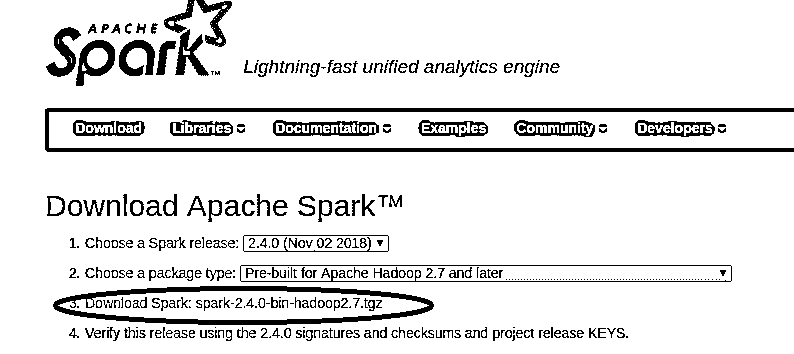 APACHE
Spark™ Lightning-fast unified analytics engine
Download Libraries Documentation Examples Community Developers
Download Apache Spark™
1. Choose a Spark release: 2.4.0 (Nov 02 2018)
2. Choose a package type: Pre-built for Apache Hadoop 2.7 and later
3. Download Spark: spark-2.4.0-bin-hadoop2.7.tgz
4. Verify this release using the 2.4.0 signatures and checksums and project release KEYS.